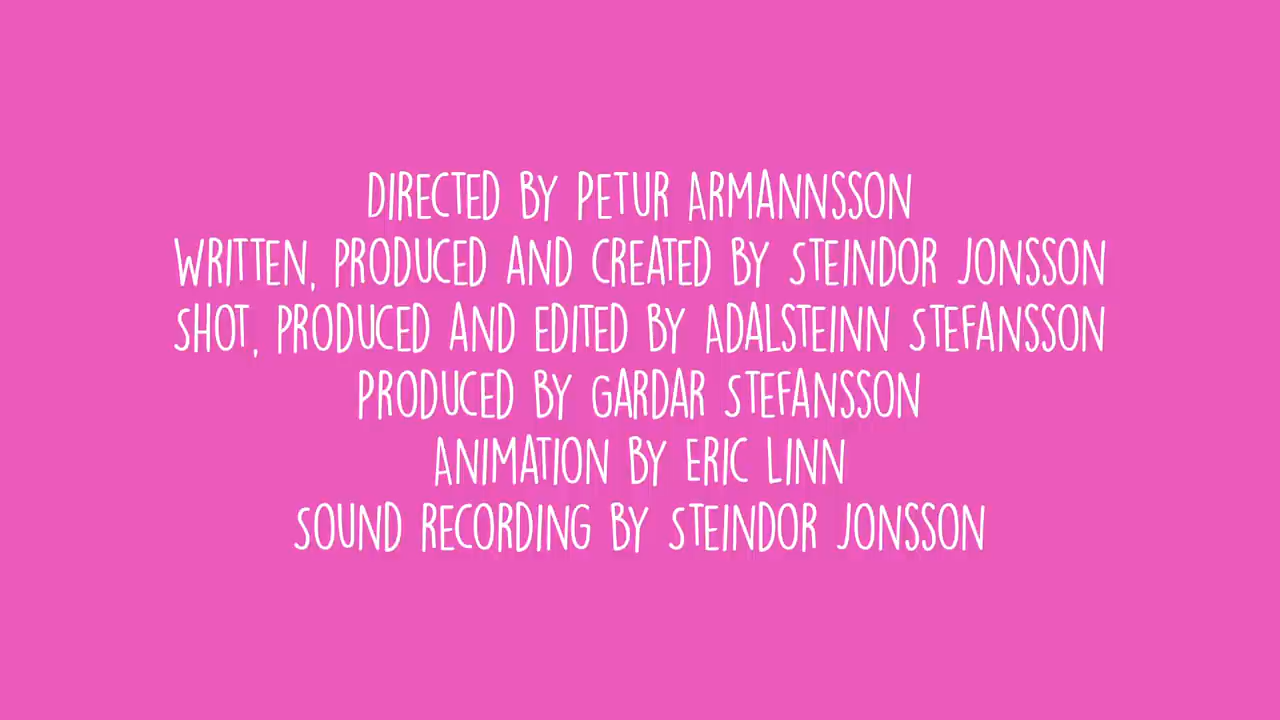 DIRECTED BY PETUR ARMANNSSON
WRITTEN, PRODUCED AND CREATED BY STEINDOR JONSSON
SHOT, PRODUCED AND EDITED BY ADALSTEINN STEFANSSON
PRODUCED BY GARDAR STEFANSSON
ANIMATION BY ERIC LINN
SOUND RECORDING BY STEINDOR JONSSON